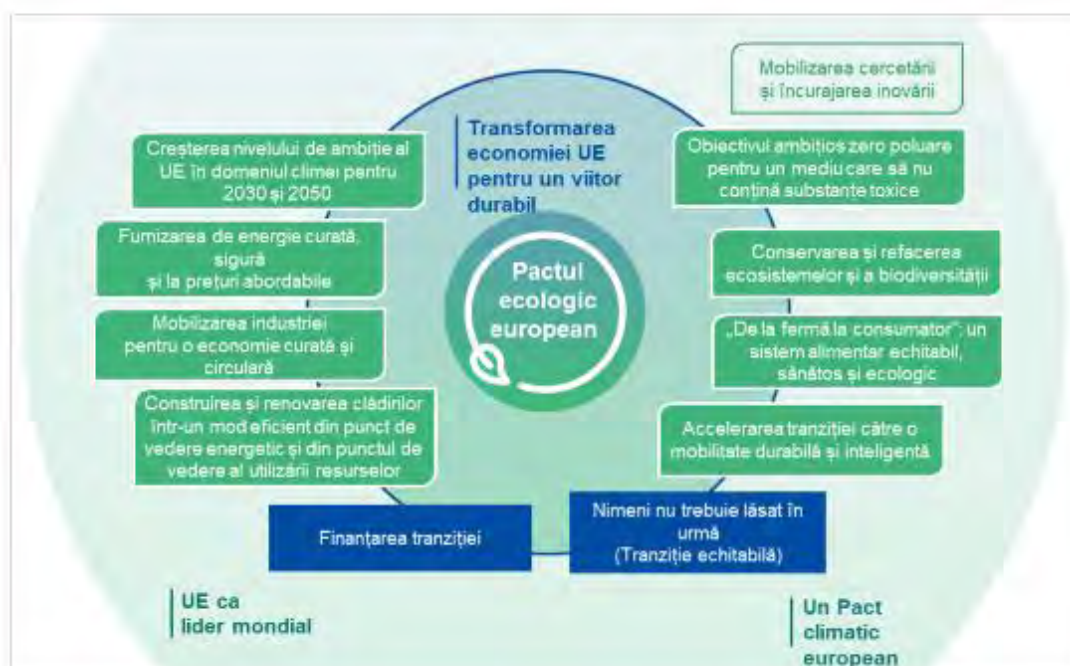 Mobilizarea cercetării
și încurajarea inovării
Transformarea
economiei UE
pentru un viitor
durabil
Creșterea nivelului de ambiție al
UE în domeniul climei pentru
2030 și 2050
Obiectivul ambițios zero poluare
pentru un mediu care să nu
conțină substanțe toxice
Furnizarea de energie curată,
sigură
și la prețuri abordabile
Conservarea și refacerea
ecosistemelor și a biodiversității
Pactul
ecologic
european
Mobilizarea industriei
pentru o economie curată și
circulară
„De la fermă la consumator”: un
sistem alimentar echitabil,
sănătos și ecologic
Construirea și renovarea clădirilor
într-un mod eficient din punct de
vedere energetic și din punctul de
vedere al utilizării resurselor
Accelerarea tranziției către o
mobilitate durabilă și inteligentă
Finanțarea tranziției
Nimeni nu trebuie lăsat în
urmă
(Tranziție echitabilă)
UE ca
lider mondial
Un Pact
climatic
european